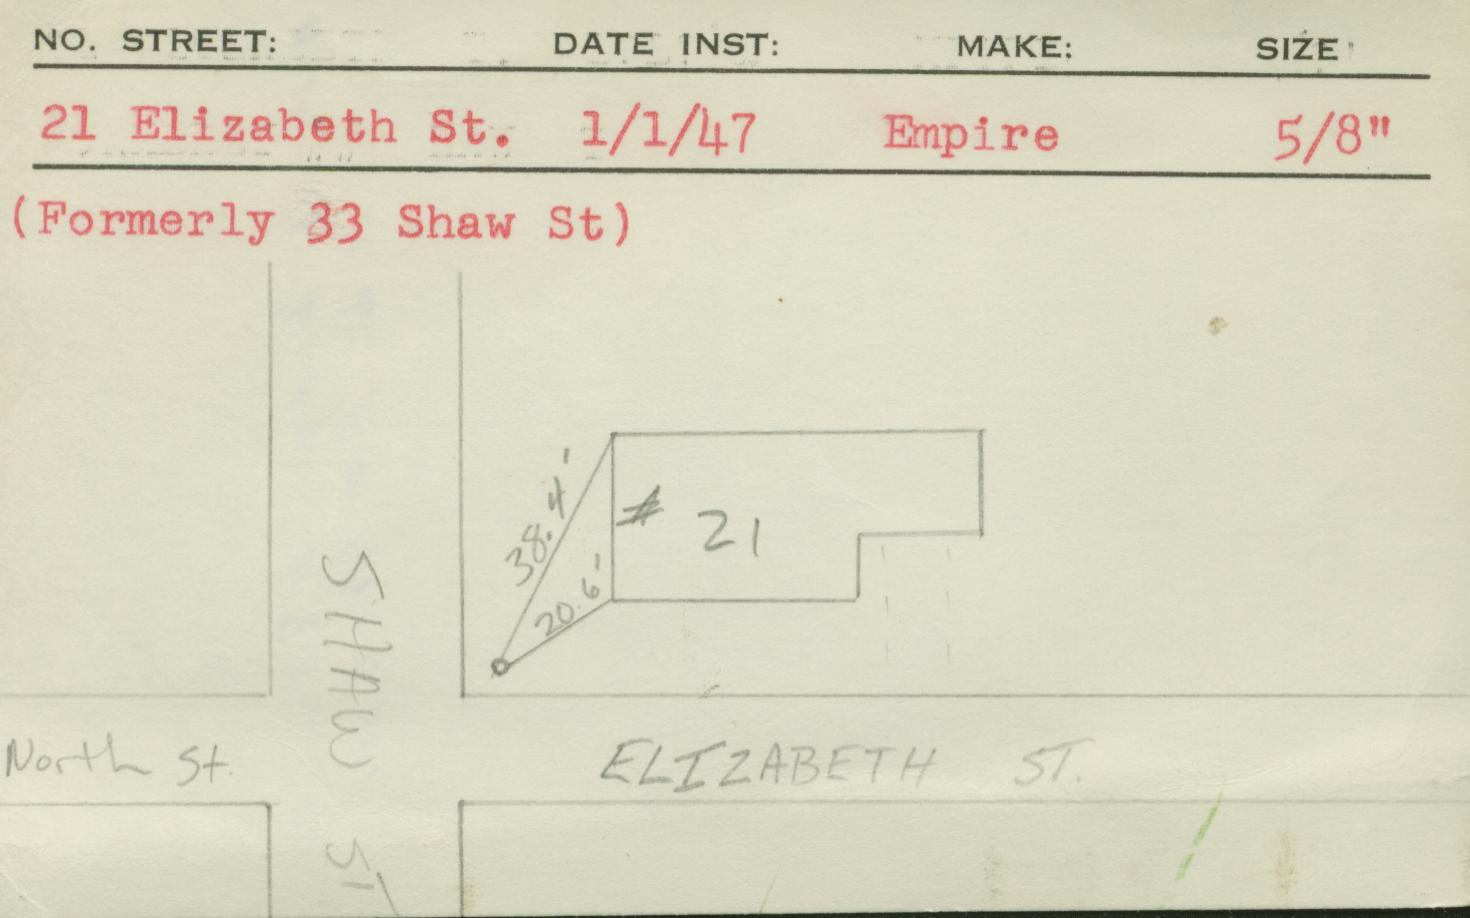 NO. STREET: DATE INST: MAKE: SIZE
21 Elizabeth St. 1/1/47 Empire 5/8"
(Formerly 33 Shaw St)
38.4'
# 21
20.6'
SHAW ST
North St.
ELIZABETH ST.